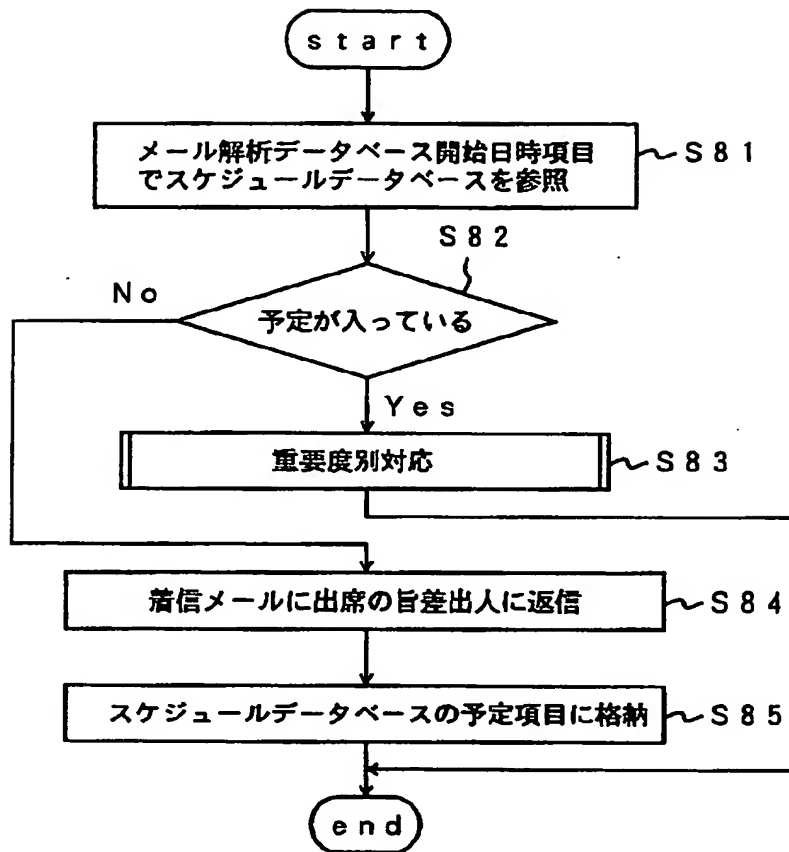 start
メール解析データベース開始日時項目
でスケジュールデータベースを参照
S81
S82
No
予定が入っている
Yes
重要度別対応
S83
着信メールに出席の旨差出人に返信
S84
スケジュールデータベースの予定項目に格納
S85
end